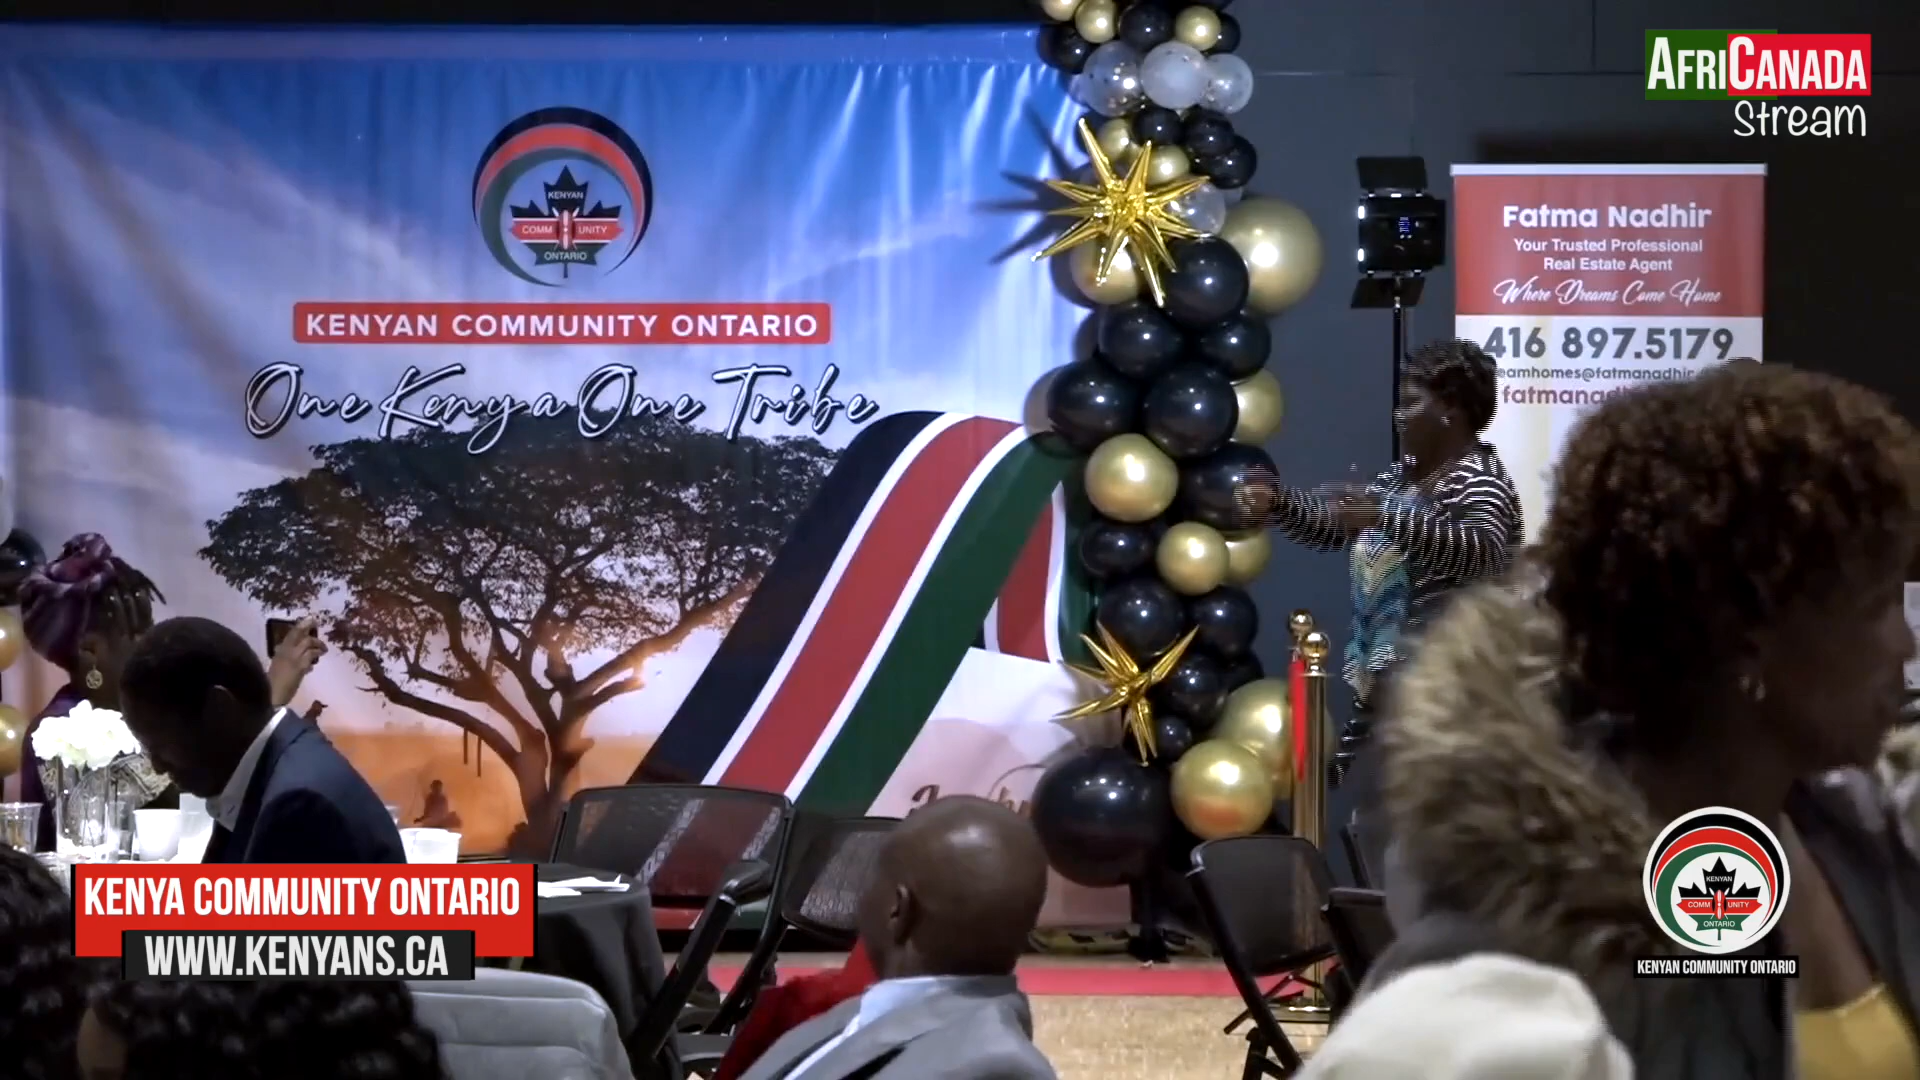 AFRICANADA
Stream
KENYAN
COMM UNITY
ONTARIO
KENYAN COMMUNITY ONTARIO
One Kenya One Tribe
Fatma Nadhir
Your Trusted Professional
Real Estate Agent
Where Dreams Come Home
416 897.5179
KENYA COMMUNITY ONTARIO
WWW.KENYANS.CA
KENYAN
COMM UNITY
ONTARIO
KENYAN COMMUNITY ONTARIO